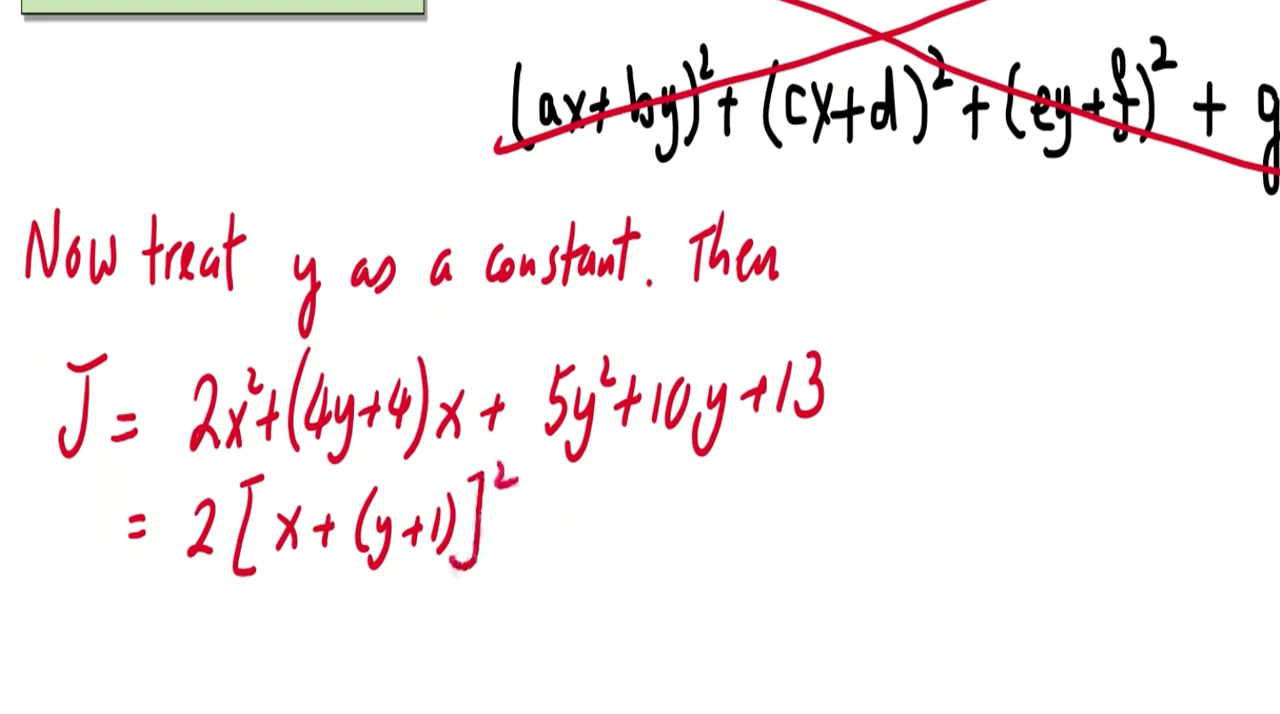 (ax+by)²+(cx+d)²+(ey+f)²+g
Now treat y as a constant. Then
J = 2x²+(4y+4)x + 5y²+10y+13
= 2[x+(y+1)]²